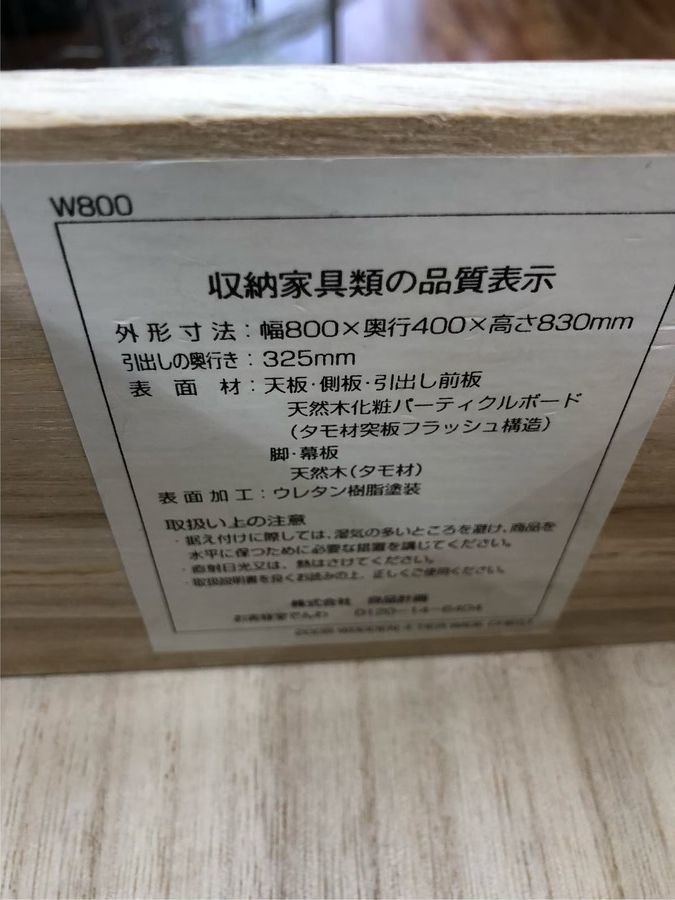 W800
収納家具類の品質表示
外形寸法：幅800×奥行400×高さ830mm
引出しの奥行き：325mm
表面材：天板・側板・引出し前板
天然木化粧パーティクルボード
（タモ材突板フラッシュ構造）
脚・幕板
天然木（タモ材）
表面加工：ウレタン樹脂塗装
取扱い上の注意
・据え付けに際しては、湿気の多いところを避け、商品を
水平に保つために必要な措置を講じてください。
・直射日光又は、熱はさけてください。
・取扱説明書を良くお読みの上、正しくご使用ください。
株式会社 良品計画
お客様室でんわ 0120-14-6404